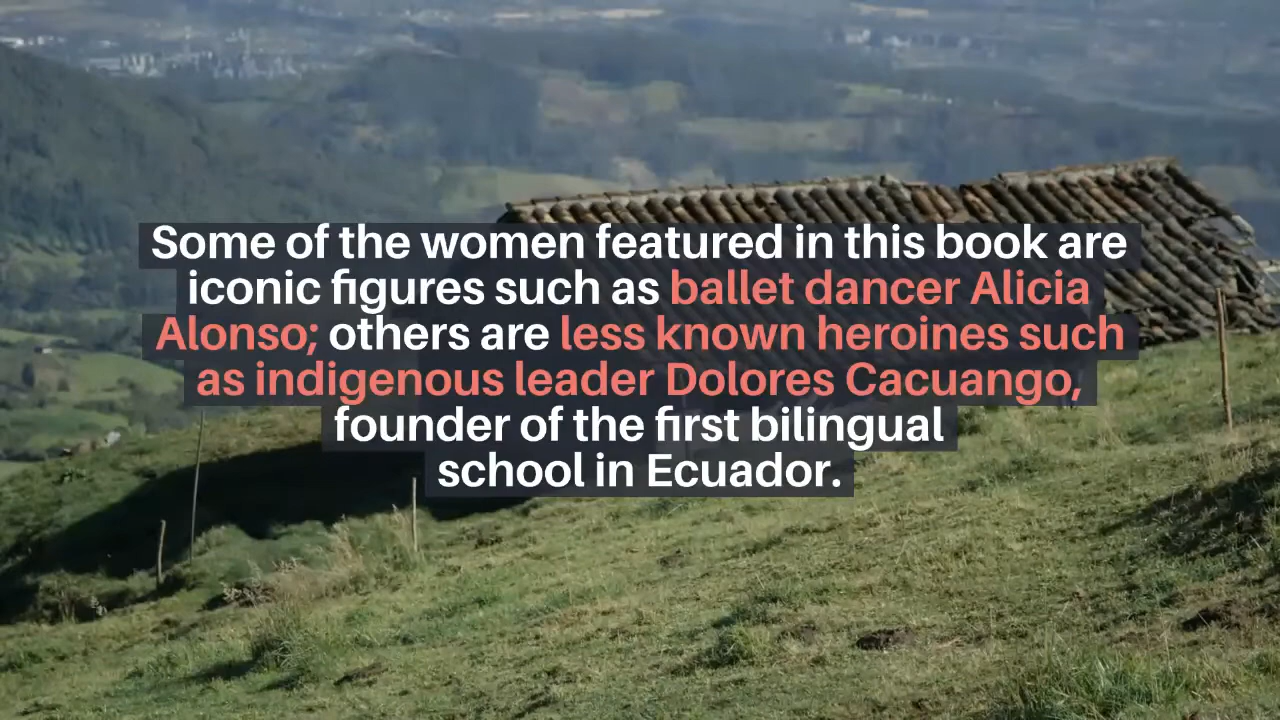 Some of the women featured in this book are
iconic figures such as ballet dancer Alicia
Alonso; others are less known heroines such
as indigenous leader Dolores Cacuango,
founder of the first bilingual
school in Ecuador.